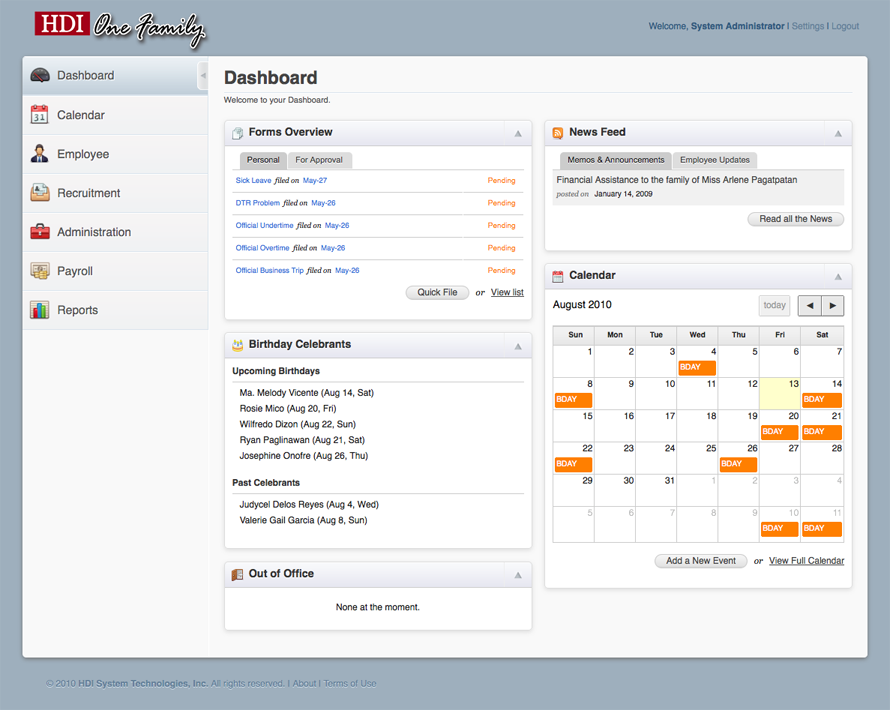 HDI One Family
Welcome, System Administrator | Settings | Logout
Dashboard
Calendar
31
Employee
Recruitment
Administration
Payroll
Reports
Dashboard
Welcome to your Dashboard.
Forms Overview
Personal For Approval
Sick Leave filed on May-27 Pending
DTR Problem filed on May-26 Pending
Official Undertime filed on May-26 Pending
Official Overtime filed on May-26 Pending
Official Business Trip filed on May-26 Pending
Quick File or View list
Birthday Celebrants
Upcoming Birthdays
Ma. Melody Vicente (Aug 14, Sat)
Rosie Mico (Aug 20, Fri)
Wilfredo Dizon (Aug 22, Sun)
Ryan Paglinawan (Aug 21, Sat)
Josephine Onofre (Aug 26, Thu)
Past Celebrants
Judycel Delos Reyes (Aug 4, Wed)
Valerie Gail Garcia (Aug 8, Sun)
Out of Office
None at the moment.
News Feed
Memos & Announcements Employee Updates
Financial Assistance to the family of Miss Arlene Pagatpatan
posted on January 14, 2009
Read all the News
Calendar
August 2010 today ◄ ►
Sun Mon Tue Wed Thu Fri Sat
1 2 3 4 5 6 7
BDAY
8 9 10 11 12 13 14
BDAY BDAY
15 16 17 18 19 20 21
BDAY BDAY
22 23 24 25 26 27 28
BDAY BDAY
29 30 31 1 2 3 4
5 6 7 8 9 10 11
BDAY BDAY
Add a New Event or View Full Calendar
© 2010 HDI System Technologies, Inc. All rights reserved. | About | Terms of Use